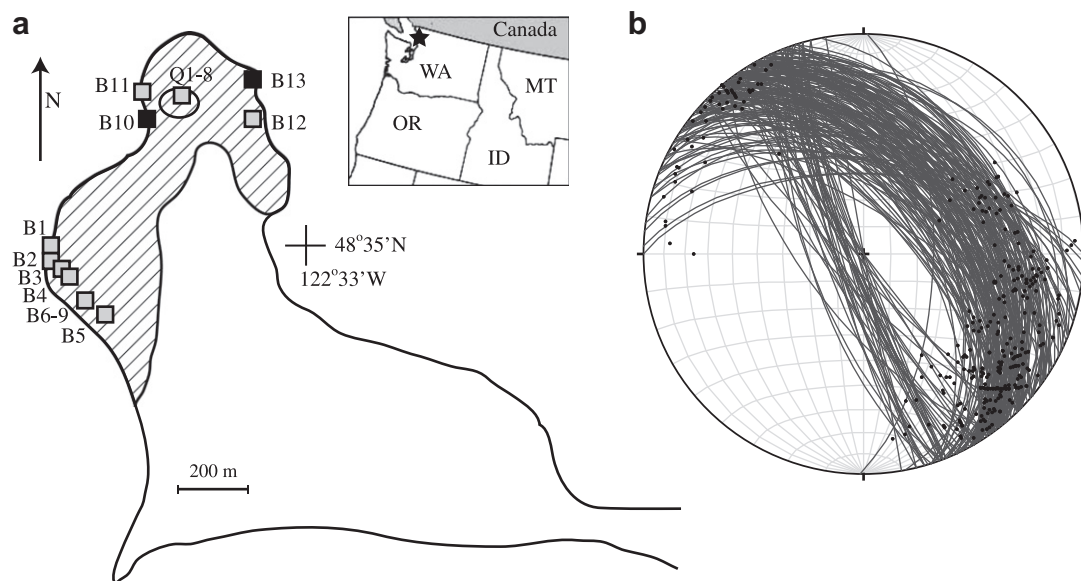 a
b
N
Canada
WA
MT
OR
ID
Q1-8
B11
B13
B10
B12
B1
B2
B3
B4
B6-9
B5
48°35'N
122°33'W
200 m